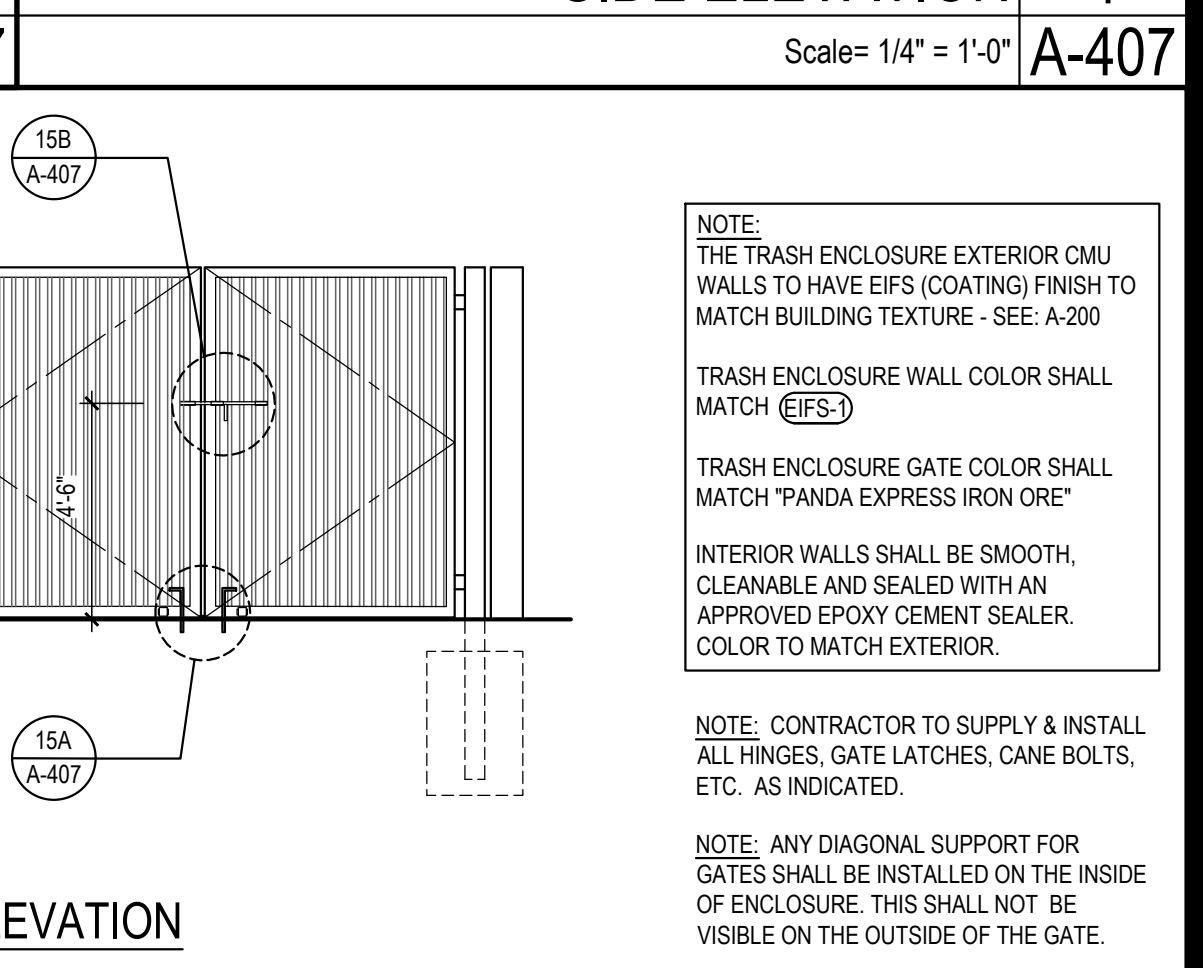 Scale= 1/4" = 1'-0"
A-407
15B
A-407
NOTE:
THE TRASH ENCLOSURE EXTERIOR CMU
WALLS TO HAVE EIFS (COATING) FINISH TO
MATCH BUILDING TEXTURE - SEE: A-200
TRASH ENCLOSURE WALL COLOR SHALL
MATCH EIFS-1
TRASH ENCLOSURE GATE COLOR SHALL
MATCH "PANDA EXPRESS IRON ORE"
INTERIOR WALLS SHALL BE SMOOTH,
CLEANABLE AND SEALED WITH AN
APPROVED EPOXY CEMENT SEALER.
COLOR TO MATCH EXTERIOR.
4'-6"
15A
A-407
NOTE: CONTRACTOR TO SUPPLY & INSTALL
ALL HINGES, GATE LATCHES, CANE BOLTS,
ETC. AS INDICATED.
NOTE: ANY DIAGONAL SUPPORT FOR
GATES SHALL BE INSTALLED ON THE INSIDE
OF ENCLOSURE. THIS SHALL NOT BE
VISIBLE ON THE OUTSIDE OF THE GATE.
EVATION